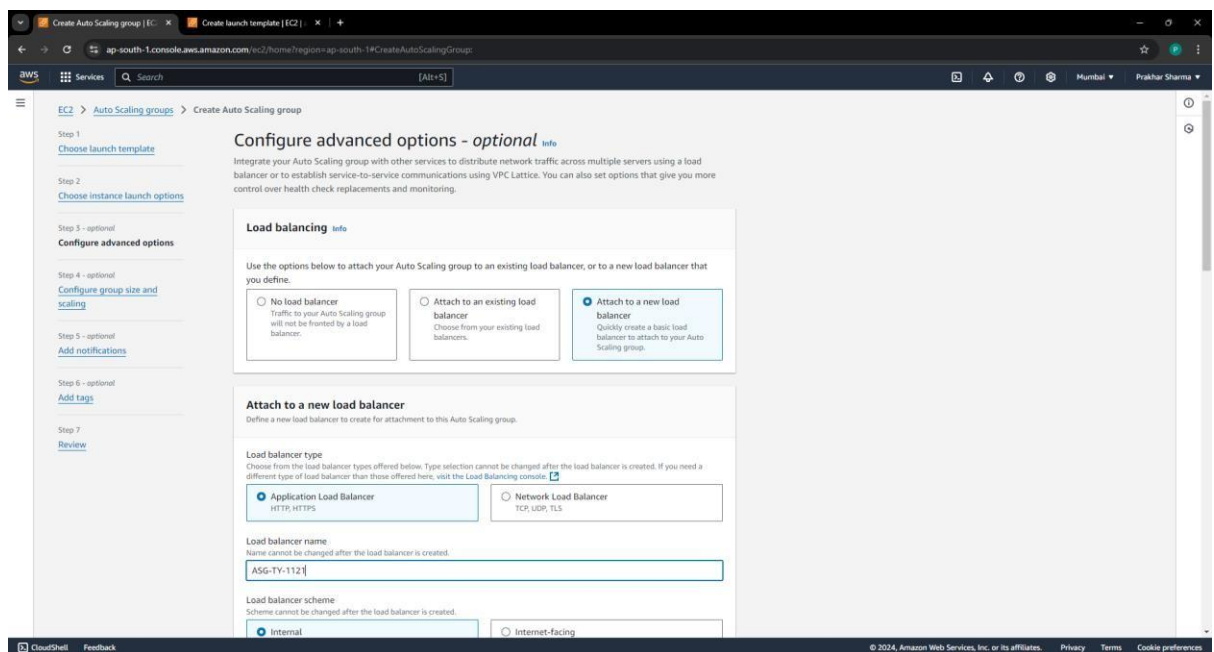 Create Auto Scaling group | EC
Create launch template | EC2 |
ap-south-1.console.aws.amazon.com/ec2/home?region=ap-south-1#CreateAutoScalingGroup:
P
aws
Services
Search
[Alt+S]
Mumbai
Prakhar Sharma
EC2 > Auto Scaling groups > Create Auto Scaling group
Step 1
Choose launch template
Step 2
Choose instance launch options
Step 3 - optional
Configure advanced options
Step 4 - optional
Configure group size and
scaling
Step 5 - optional
Add notifications
Step 6 - optional
Add tags
Step 7
Review
Configure advanced options - optional Info
Integrate your Auto Scaling group with other services to distribute network traffic across multiple servers using a load
balancer or to establish service-to-service communications using VPC Lattice. You can also set options that give you more
control over health check replacements and monitoring.
Load balancing Info
Use the options below to attach your Auto Scaling group to an existing load balancer, or to a new load balancer that
you define.
No load balancer
Traffic to your Auto Scaling group
will not be fronted by a load
balancer.
Attach to an existing load
balancer
Choose from your existing load
balancers.
Attach to a new load
balancer
Quickly create a basic load
balancer to attach to your Auto
Scaling group.
Attach to a new load balancer
Define a new load balancer to create for attachment to this Auto Scaling group.
Load balancer type
Choose from the load balancer types offered below. Type selection cannot be changed after the load balancer is created. If you need a
different type of load balancer than those offered here, visit the Load Balancing console.
Application Load Balancer
HTTP, HTTPS
Network Load Balancer
TCP, UDP, TLS
Load balancer name
Name cannot be changed after the load balancer is created.
ASG-TY-1121
Load balancer scheme
Scheme cannot be changed after the load balancer is created.
Internal
Internet-facing
CloudShell
Feedback
© 2024, Amazon Web Services, Inc. or its affiliates.
Privacy
Terms
Cookie preferences